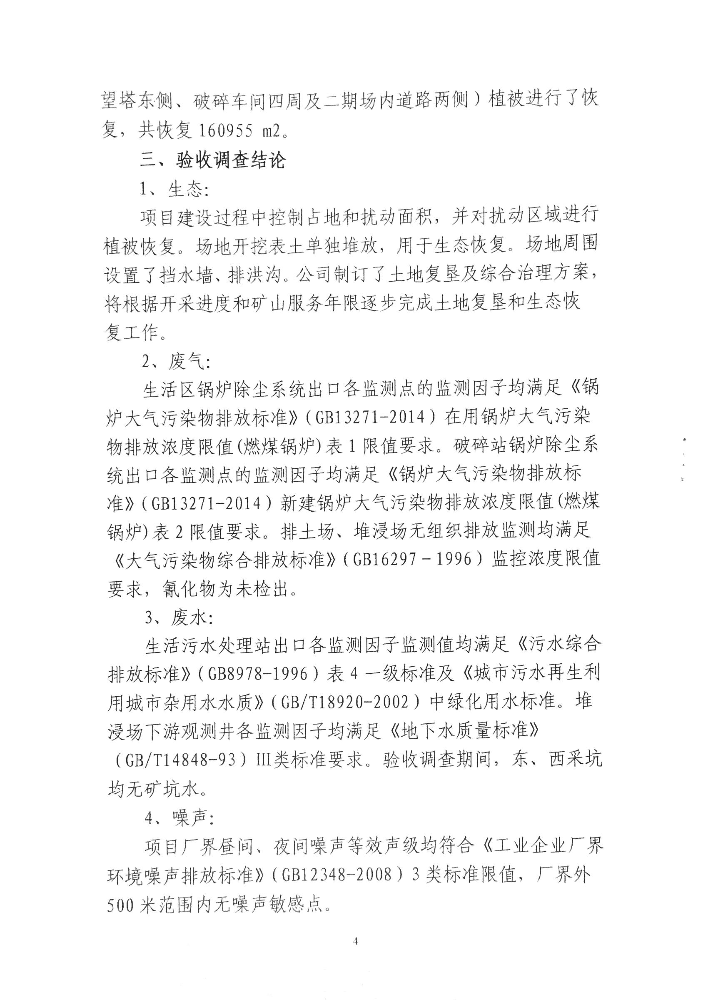 望塔东侧、破碎车间四周及二期场内道路两侧）植被进行了恢
复，共恢复 160955 m2。
三、验收调查结论
1、生态：
项目建设过程中控制占地和扰动面积，并对扰动区域进行
植被恢复。场地开挖表土单独堆放，用于生态恢复。场地周围
设置了挡水墙、排洪沟。公司制订了土地复垦及综合治理方案，
将根据开采进度和矿山服务年限逐步完成土地复垦和生态恢
复工作。
2、废气：
生活区锅炉除尘系统出口各监测点的监测因子均满足《锅
炉大气污染物排放标准》（GB13271-2014）在用锅炉大气污染
物排放浓度限值(燃煤锅炉)表 1 限值要求。破碎站锅炉除尘系
统出口各监测点的监测因子均满足《锅炉大气污染物排放标
准》（GB13271-2014）新建锅炉大气污染物排放浓度限值(燃煤
锅炉)表 2 限值要求。排土场、堆浸场无组织排放监测均满足
《大气污染物综合排放标准》（GB16297－1996）监控浓度限值
要求，氰化物为未检出。
3、废水：
生活污水处理站出口各监测因子监测值均满足《污水综合
排放标准》（GB8978-1996）表 4 一级标准及《城市污水再生利
用城市杂用水水质》（GB/T18920-2002）中绿化用水标准。堆
浸场下游观测井各监测因子均满足《地下水质量标准》
（GB/T14848-93）III类标准要求。验收调查期间，东、西采坑
均无矿坑水。
4、噪声：
项目厂界昼间、夜间噪声等效声级均符合《工业企业厂界
环境噪声排放标准》（GB12348-2008）3 类标准限值，厂界外
500 米范围内无噪声敏感点。
4